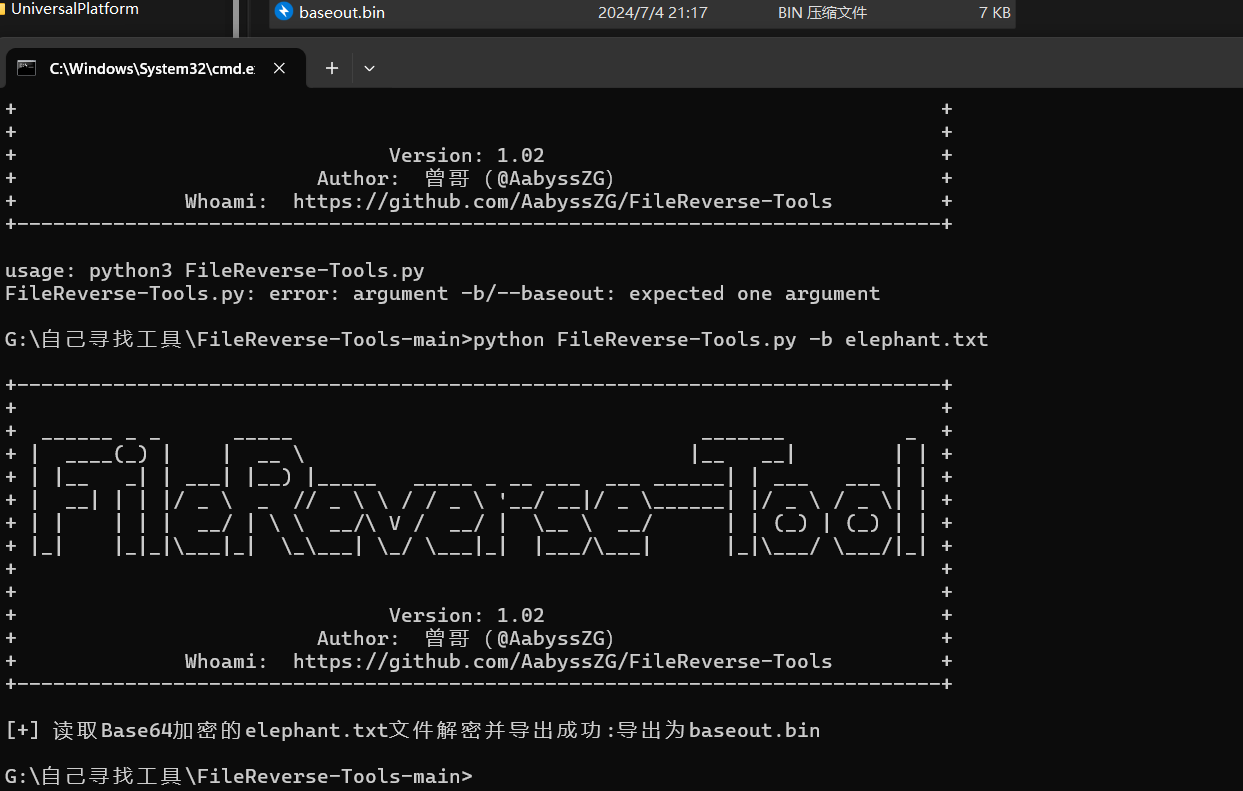 UniversalPlatform
baseout.bin 2024/7/4 21:17 BIN 压缩文件 7 KB
C:\Windows\System32\cmd.e
+ +
+ +
+ Version: 1.02 +
+ Author: 曾哥 (@AabyssZG) +
+ Whoami: https://github.com/AabyssZG/FileReverse-Tools +
+-----------------------------------------------------------------------------+
usage: python3 FileReverse-Tools.py
FileReverse-Tools.py: error: argument -b/--baseout: expected one argument
G:\自己寻找工具\FileReverse-Tools-main>python FileReverse-Tools.py -b elephant.txt
+-----------------------------------------------------------------------------+
+ +
FileReverse-Tool
+ +
+ +
+ Version: 1.02 +
+ Author: 曾哥 (@AabyssZG) +
+ Whoami: https://github.com/AabyssZG/FileReverse-Tools +
+-----------------------------------------------------------------------------+
[+] 读取Base64加密的elephant.txt文件解密并导出成功:导出为baseout.bin
G:\自己寻找工具\FileReverse-Tools-main>